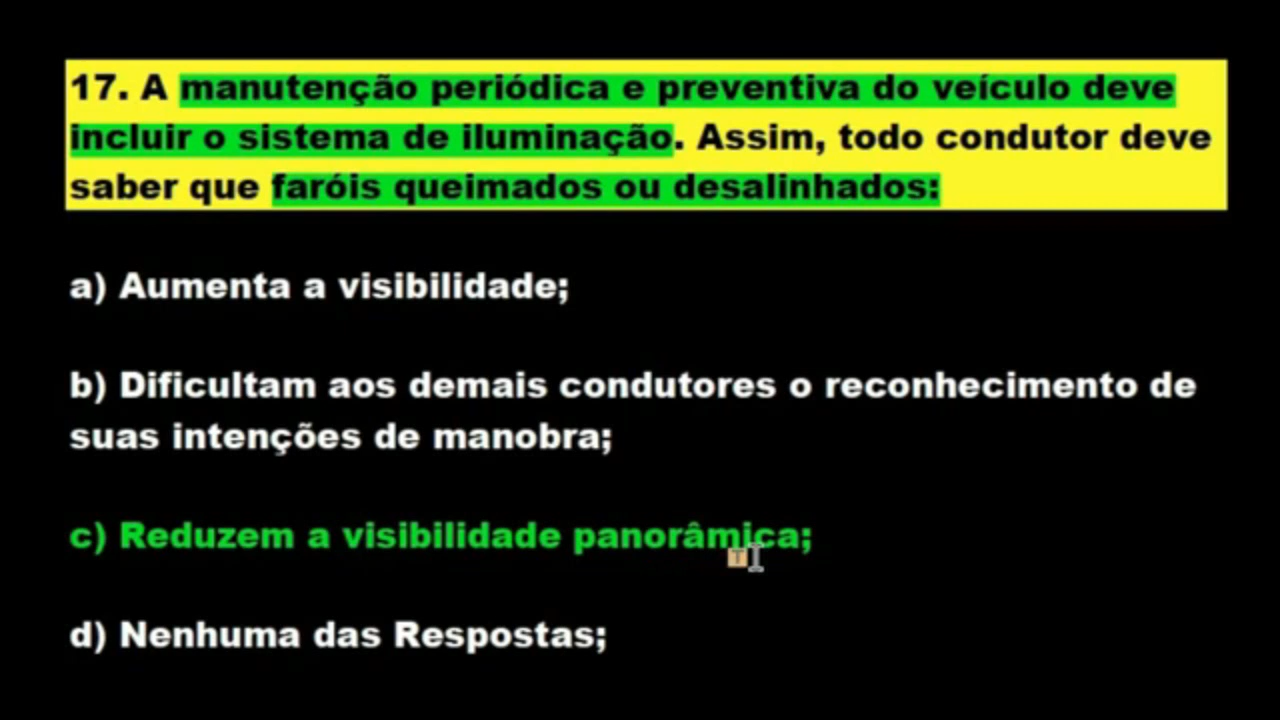 17. A manutenção periódica e preventiva do veículo deve
incluir o sistema de iluminação. Assim, todo condutor deve
saber que faróis queimados ou desalinhados:
a) Aumenta a visibilidade;
b) Dificultam aos demais condutores o reconhecimento de
suas intenções de manobra;
c) Reduzem a visibilidade panorâmica;
T
d) Nenhuma das Respostas;